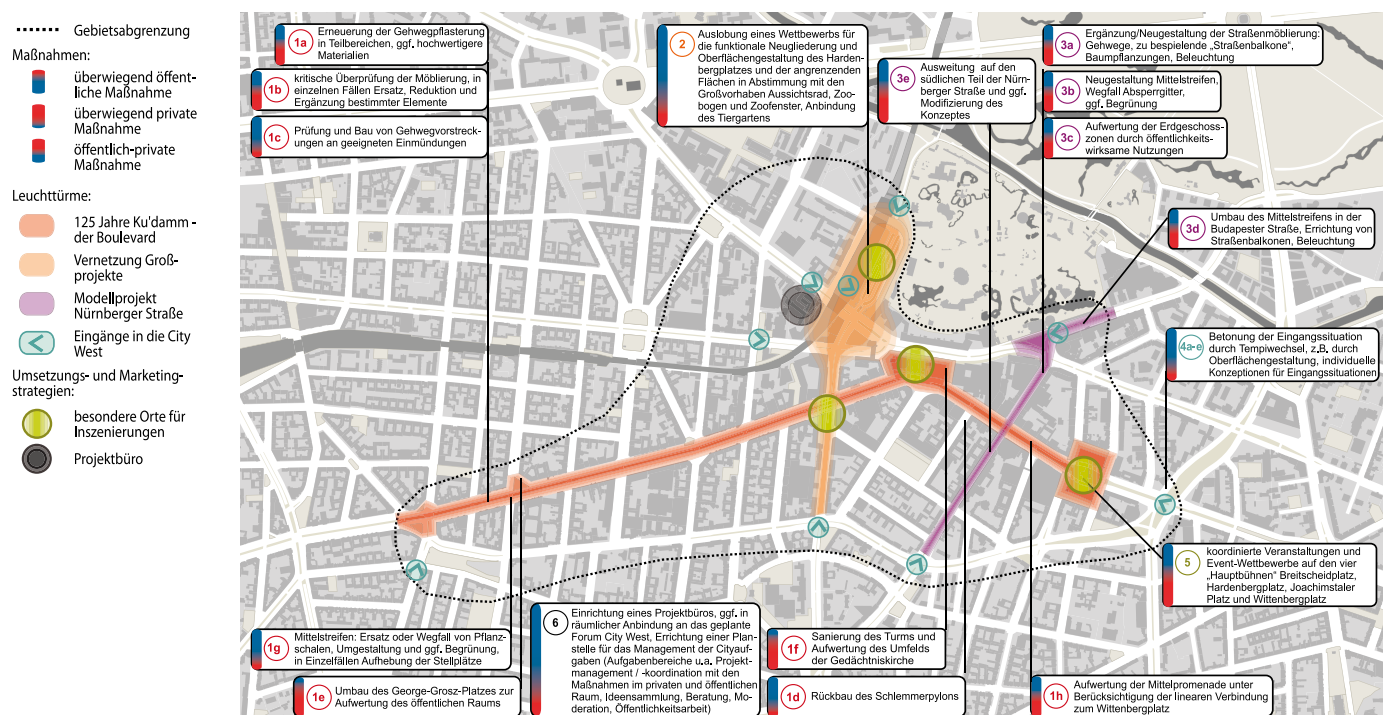 Gebietsabgrenzung
Maßnahmen:
überwiegend öffent-
liche Maßnahme
überwiegend private
Maßnahme
öffentlich-private
Maßnahme
Leuchttürme:
125 Jahre Ku'damm -
der Boulevard
Vernetzung Groß-
projekte
Modellprojekt
Nürnberger Straße
Eingänge in die City
West
Umsetzungs- und Marketing-
strategien:
besondere Orte für
Inszenierungen
Projektbüro
1a
Erneuerung der Gehwegpflasterung
in Teilbereichen, ggf. hochwertigere
Materialien
1b
kritische Überprüfung der Möblierung, in
einzelnen Fällen Ersatz, Reduktion und
Ergänzung bestimmter Elemente
1c
Prüfung und Bau von Gehwegvorstreck-
ungen an geeigneten Einmündungen
2
Auslobung eines Wettbewerbs für
die funktionale Neugliederung und
Oberflächengestaltung des Harden-
bergplatzes und der angrenzenden
Flächen in Abstimmung mit den
Großvorhaben Aussichtsrad, Zoo-
bogen und Zoofenster, Anbindung
des Tiergartens
3e
Ausweitung auf den
südlichen Teil der Nürn-
berger Straße und ggf.
Modifizierung des
Konzeptes
3a
Ergänzung/Neugestaltung der Straßenmöblierung:
Gehwege, zu bespielende „Straßenbalkone",
Baumpflanzungen, Beleuchtung
3b
Neugestaltung Mittelstreifen,
Wegfall Absperrgitter,
ggf. Begrünung
3c
Aufwertung der Erdgeschoss-
zonen durch öffentlichkeits-
wirksame Nutzungen
3d
Umbau des Mittelstreifens in der
Budapester Straße, Errichtung von
Straßenbalkonen, Beleuchtung
4a-e
Betonung der Eingangssituation
durch Tempiwechsel, z.B. durch
Oberflächengestaltung, individuelle
Konzeptionen für Eingangssituationen
5
koordinierte Veranstaltungen und
Event-Wettbewerbe auf den vier
„Hauptbühnen" Breitscheidplatz,
Hardenbergplatz, Joachimstaler
Platz und Wittenbergplatz
1g
Mittelstreifen: Ersatz oder Wegfall von Pflanz-
schalen, Umgestaltung und ggf. Begrünung,
in Einzelfällen Aufhebung der Stellplätze
1e
Umbau des George-Grosz-Platzes zur
Aufwertung des öffentlichen Raums
6
Einrichtung eines Projektbüros, ggf. in
räumlicher Anbindung an das geplante
Forum City West, Errichtung einer Plan-
stelle für das Management der Cityauf-
gaben (Aufgabenbereiche u.a. Projekt-
management / -koordination mit den
Maßnahmen im privaten und öffentlichen
Raum, Ideensammlung, Beratung, Mo-
deration, Öffentlichkeitsarbeit)
1f
Sanierung des Turms und
Aufwertung des Umfelds
der Gedächtniskirche
1d
Rückbau des Schlemmerpylons
1h
Aufwertung der Mittelpromenade unter
Berücksichtigung der linearen Verbindung
zum Wittenbergplatz